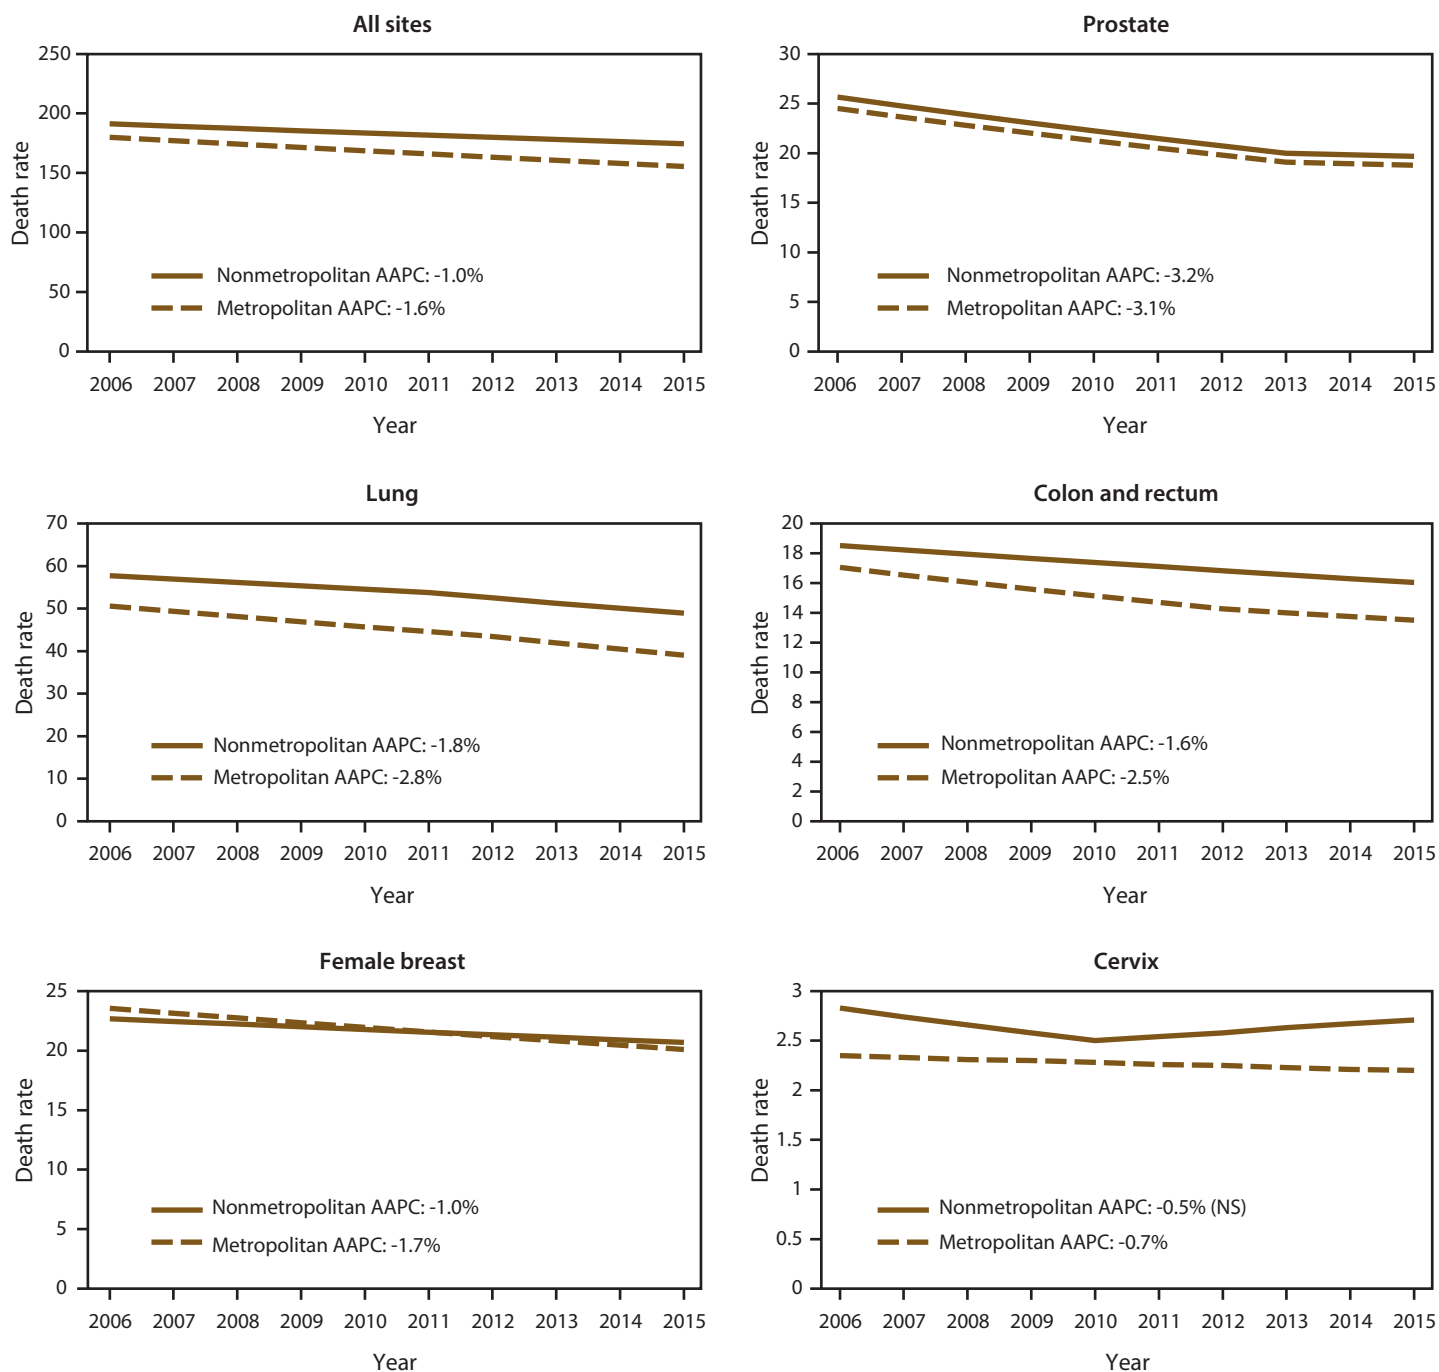 All sites
Death rate
250
200
150
100
50
0
Nonmetropolitan AAPC: -1.0%
Metropolitan AAPC: -1.6%
2006 2007 2008 2009 2010 2011 2012 2013 2014 2015
Year
Prostate
Death rate
30
25
20
15
10
5
0
Nonmetropolitan AAPC: -3.2%
Metropolitan AAPC: -3.1%
2006 2007 2008 2009 2010 2011 2012 2013 2014 2015
Year
Lung
Death rate
70
60
50
40
30
20
10
0
Nonmetropolitan AAPC: -1.8%
Metropolitan AAPC: -2.8%
2006 2007 2008 2009 2010 2011 2012 2013 2014 2015
Year
Colon and rectum
Death rate
20
18
16
14
12
10
8
6
4
2
0
Nonmetropolitan AAPC: -1.6%
Metropolitan AAPC: -2.5%
2006 2007 2008 2009 2010 2011 2012 2013 2014 2015
Year
Female breast
Death rate
25
20
15
10
5
0
Nonmetropolitan AAPC: -1.0%
Metropolitan AAPC: -1.7%
2006 2007 2008 2009 2010 2011 2012 2013 2014 2015
Year
Cervix
Death rate
3
2.5
2
1.5
1
0.5
0
Nonmetropolitan AAPC: -0.5% (NS)
Metropolitan AAPC: -0.7%
2006 2007 2008 2009 2010 2011 2012 2013 2014 2015
Year